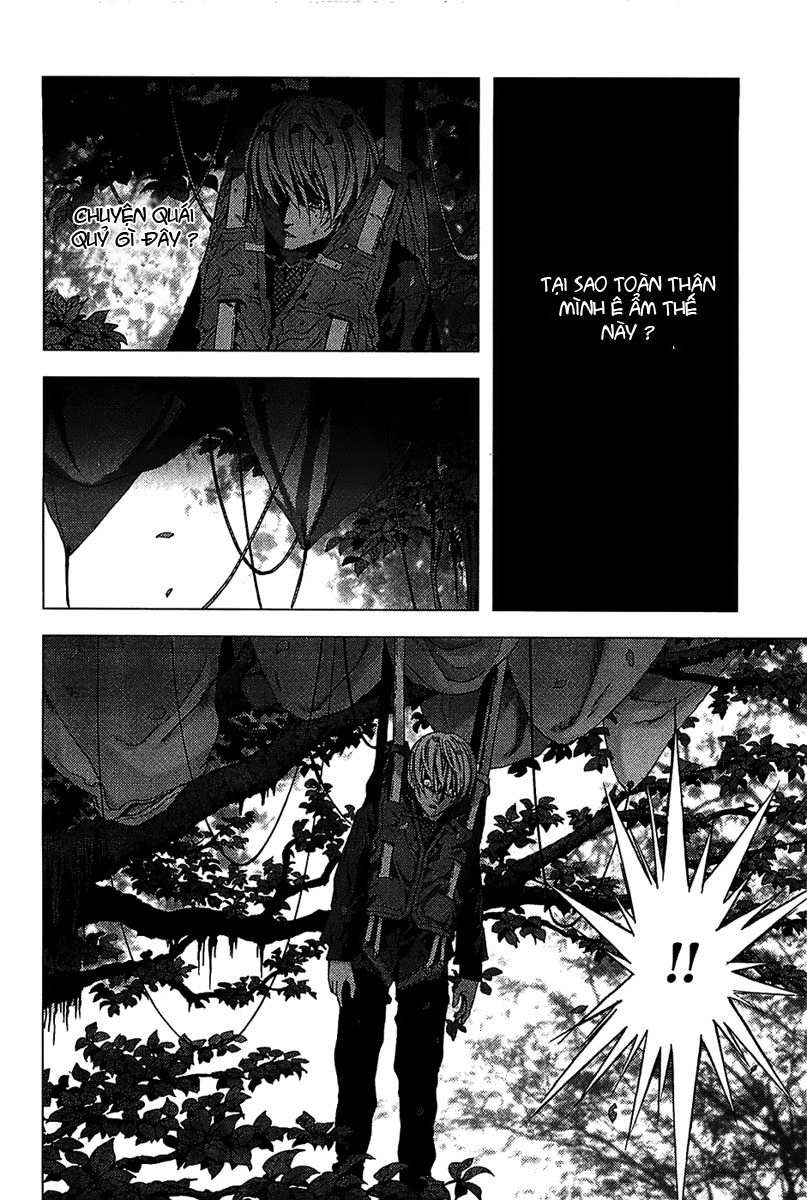 TẠI SAO TOÀN THÂN
MÌNH Ê ẨM THẾ
NÀY ?
CHUYỆN QUÁI
QUỶ GÌ ĐÂY ?
!!